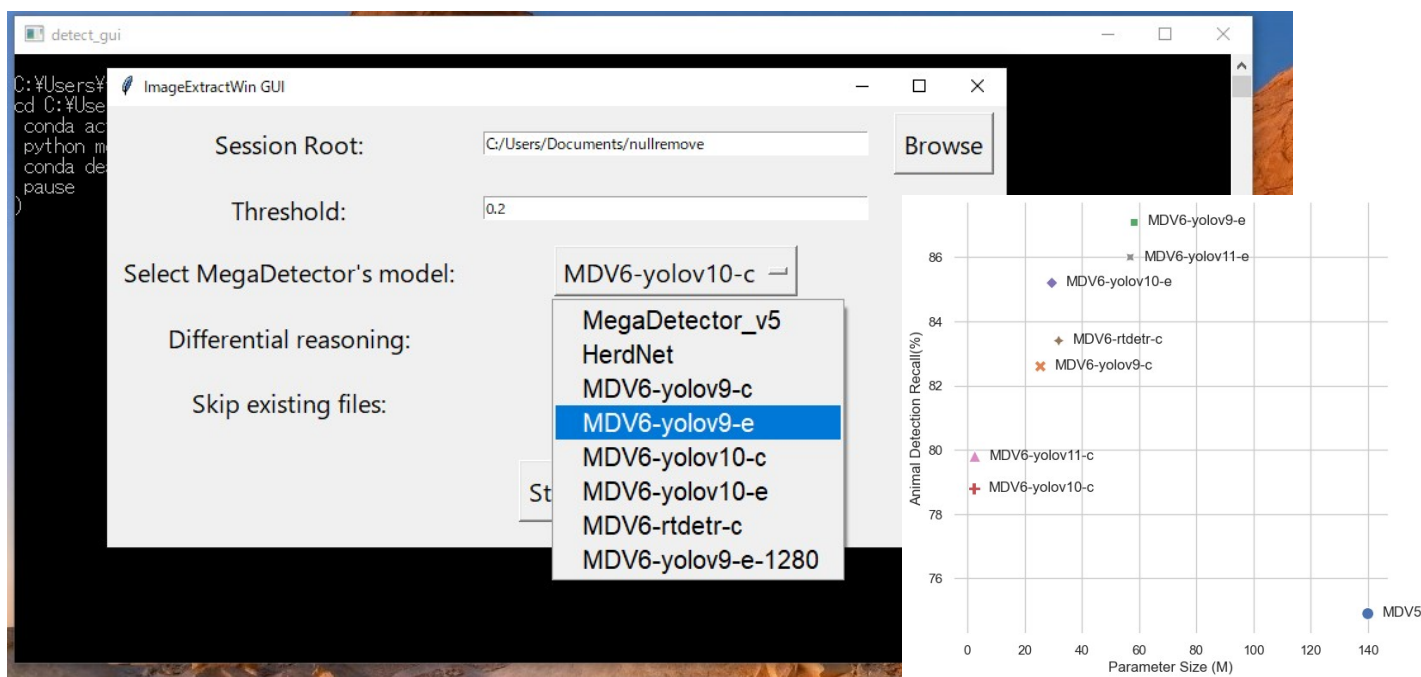 detect_gui
C:¥Users¥
cd C:¥Use
conda ac
python m
conda de
pause
)
ImageExtractWin GUI
Session Root:
C:/Users/Documents/nullremove
Browse
Threshold:
0.2
Select MegaDetector's model:
MDV6-yolov10-c
Differential reasoning:
Skip existing files:
St
MegaDetector_v5
HerdNet
MDV6-yolov9-c
MDV6-yolov9-e
MDV6-yolov10-c
MDV6-yolov10-e
MDV6-rtdetr-c
MDV6-yolov9-e-1280
Animal Detection Recall(%)
86
84
82
80
78
76
MDV6-yolov9-e
MDV6-yolov11-e
MDV6-yolov10-e
MDV6-rtdetr-c
MDV6-yolov9-c
MDV6-yolov11-c
MDV6-yolov10-c
MDV5
0 20 40 60 80 100 120 140
Parameter Size (M)